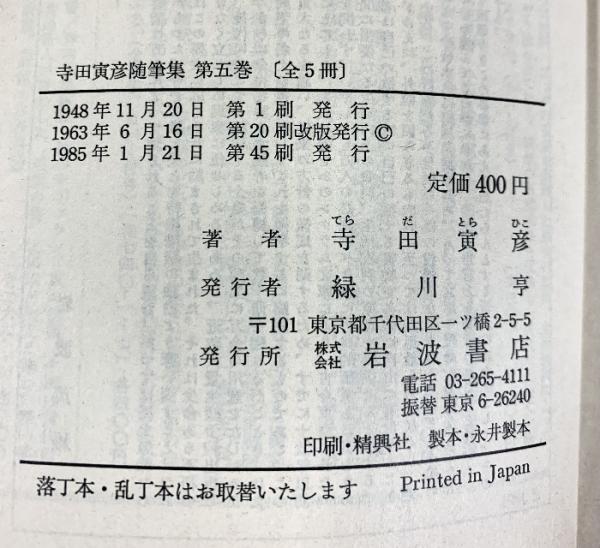 寺田寅彦随筆集 第五巻 〔全5冊〕
1948年11月20日 第1刷 発行
1963年6月16日 第20刷改版発行Ⓒ
1985年1月21日 第45刷 発行
定価400円
てら だ とら ひこ
著者 寺田寅彦
発行者 緑川亨
〒101 東京都千代田区一ツ橋2-5-5
発行所 株式会社 岩波書店
電話 03-265-4111
振替 東京6-26240
印刷・精興社 製本・永井製本
落丁本・乱丁本はお取替いたします Printed in Japan